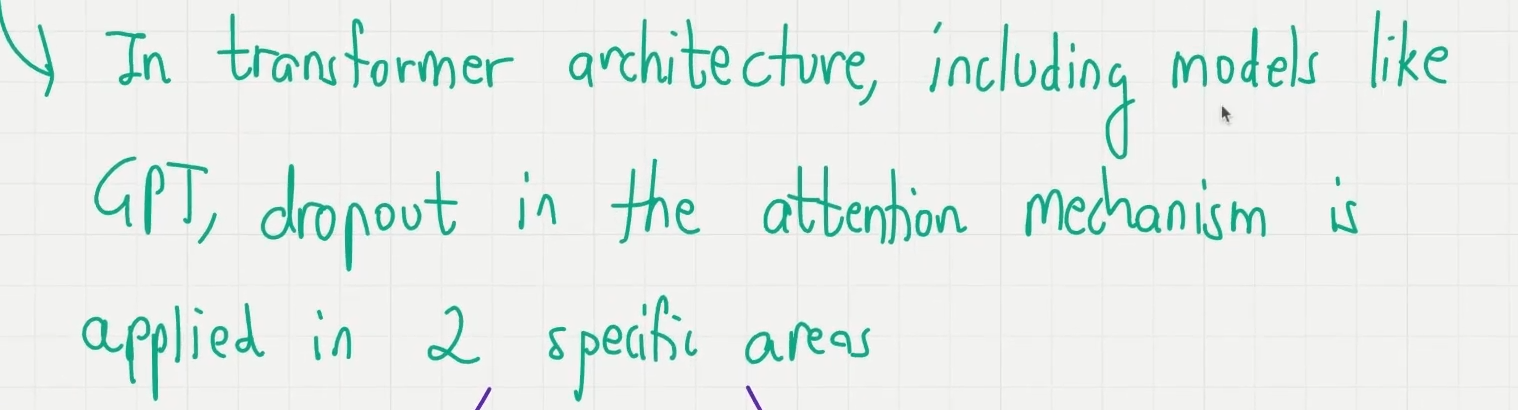 In transformer architecture, including models like
GPT, dropout in the attention mechanism is
applied in 2 specific areas